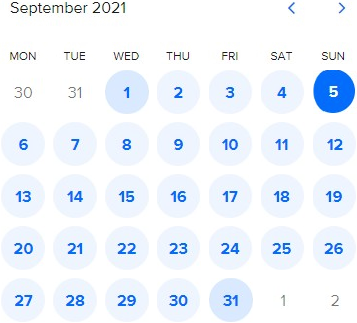 September 2021
MON TUE WED THU FRI SAT SUN
30 31 1 2 3 4 5
6 7 8 9 10 11 12
13 14 15 16 17 18 19
20 21 22 23 24 25 26
27 28 29 30 31 1 2